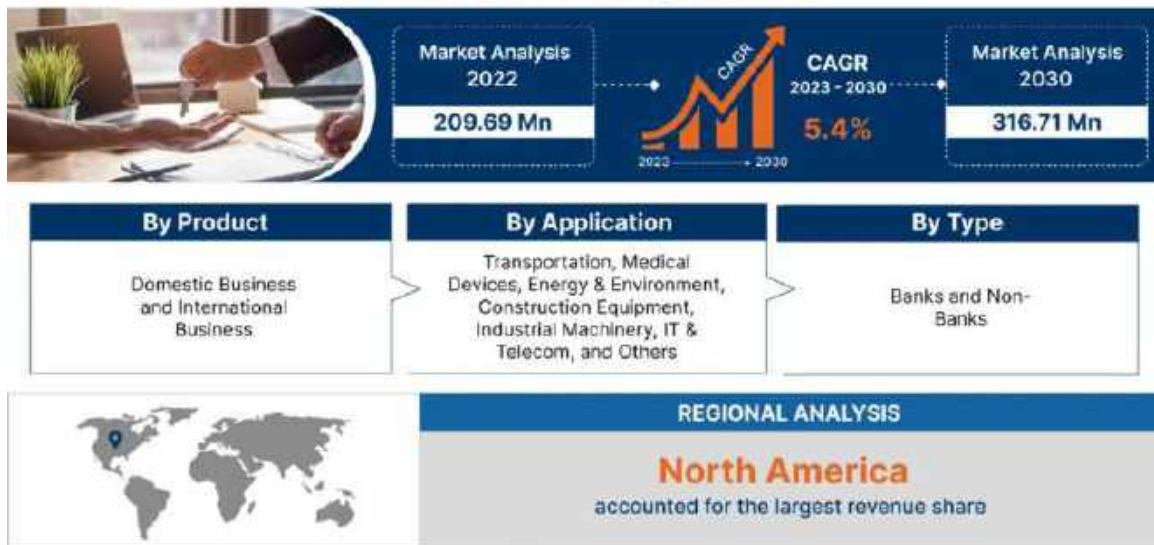 Market Analysis
2022
209.69 Mn
CAGR
2023
2030
CAGR
2023 - 2030
5.4%
Market Analysis
2030
316.71 Mn
By Product
Domestic Business
and International
Business
By Application
Transportation, Medical
Devices, Energy & Environment,
Construction Equipment,
Industrial Machinery, IT &
Telecom, and Others
By Type
Banks and Non-
Banks
REGIONAL ANALYSIS
North America
accounted for the largest revenue share